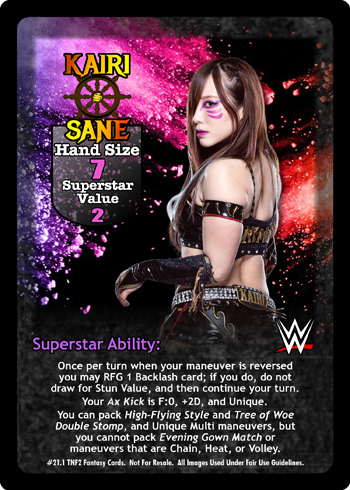 KAIRI
SANE
Hand Size
7
Superstar
Value
2
KAIRI
Superstar Ability:
Once per turn when your maneuver is reversed
you may RFG 1 Backlash card; if you do, do not
draw for Stun Value, and then continue your turn.
Your Ax Kick is F:0, +2D, and Unique.
You can pack High-Flying Style and Tree of Woe
Double Stomp, and Unique Multi maneuvers, but
you cannot pack Evening Gown Match or
maneuvers that are Chain, Heat, or Volley.
#21.1 TNF2 Fantasy Cards. Not For Resale. All Images Used Under Fair Use Guidelines.